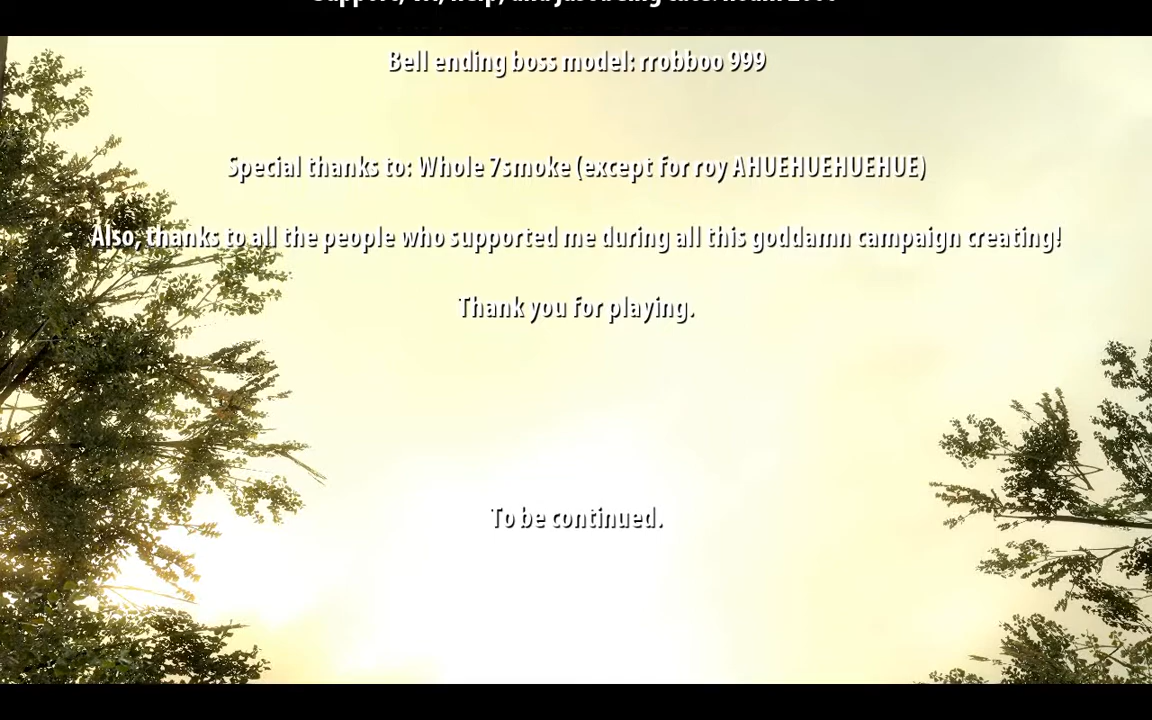 Bell ending boss model: rrobboo 999
Special thanks to: Whole 7smoke (except for roy AHUEHUEHUEHUE)
Also, thanks to all the people who supported me during all this goddamn campaign creating!
Thank you for playing.
To be continued.